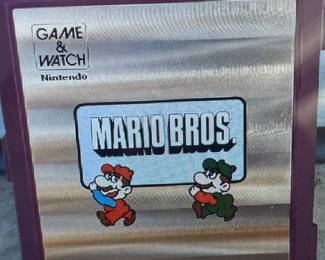 GAME
&
WATCH
Nintendo
MARIO BROS.